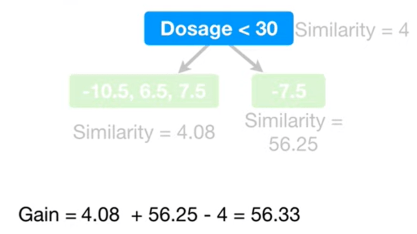 Dosage < 30
Similarity = 4
-10.5, 6.5, 7.5
-7.5
Similarity = 4.08
Similarity =
56.25
Gain = 4.08 + 56.25 - 4 = 56.33